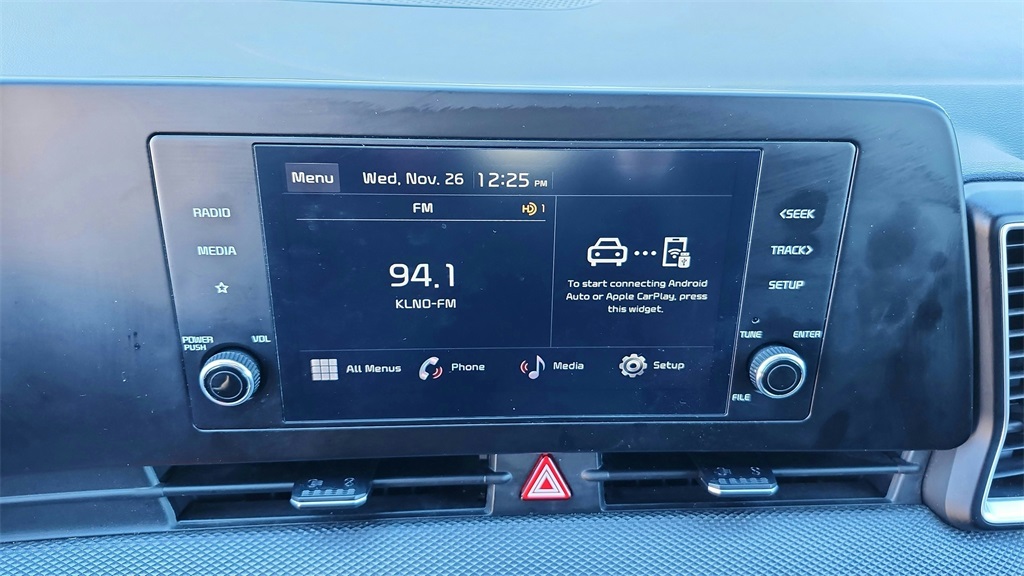 Menu Wed, Nov. 26 12:25 PM
RADIO
MEDIA
FM HD 1
94.1
KLNO-FM
To start connecting Android
Auto or Apple CarPlay, press
this widget.
<SEEK
TRACK>
SETUP
POWER
PUSH
VOL
TUNE ENTER
FILE
All Menus Phone Media Setup